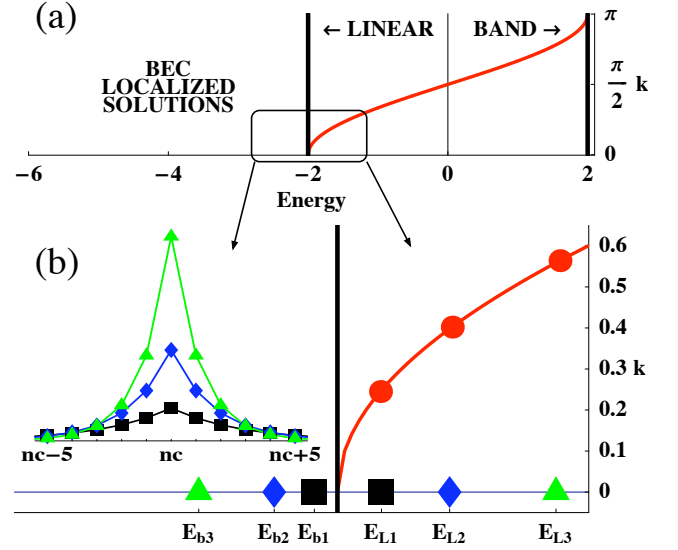 (a)
← LINEAR BAND →
BEC
LOCALIZED
SOLUTIONS
π
π/2 k
0
−6 −4 −2 0 2
Energy
(b)
0.6
0.5
0.4
0.3 k
0.2
0.1
0
nc−5 nc nc+5
E_b3 E_b2 E_b1 E_L1 E_L2 E_L3